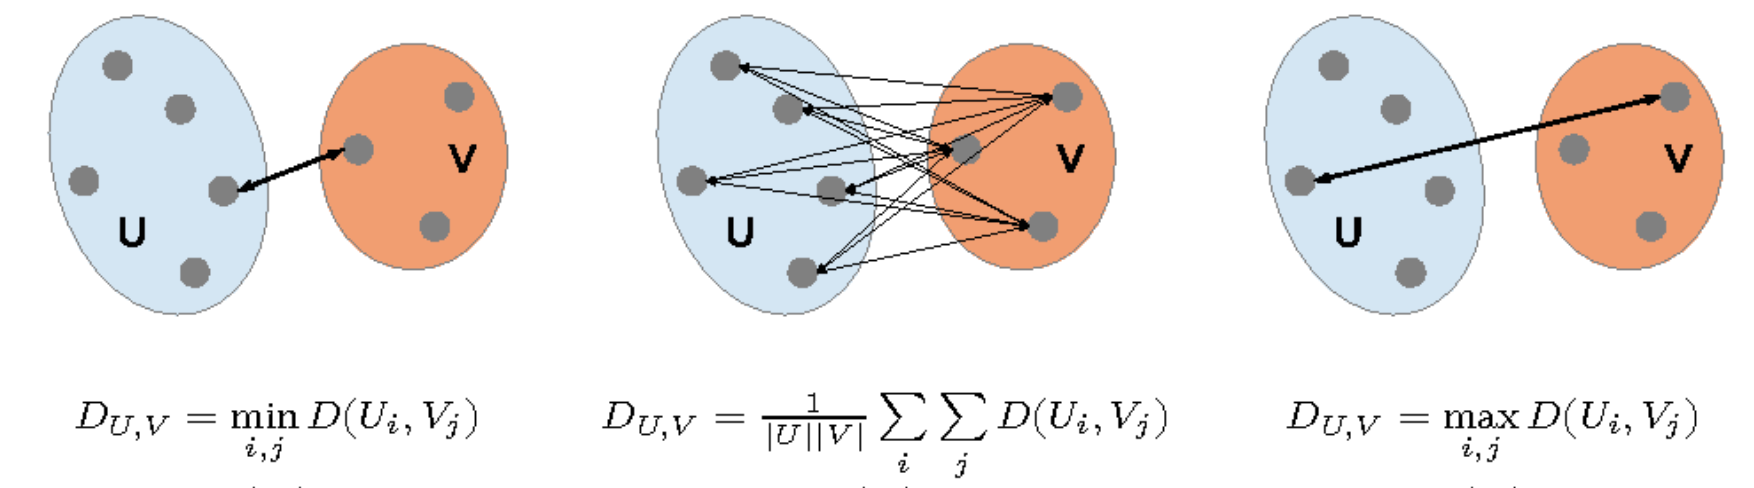 U V
U V
U V
D_{U,V} = \min_{i,j} D(U_i, V_j)
D_{U,V} = \frac{1}{|U||V|} \sum_i \sum_j D(U_i, V_j)
D_{U,V} = \max_{i,j} D(U_i, V_j)